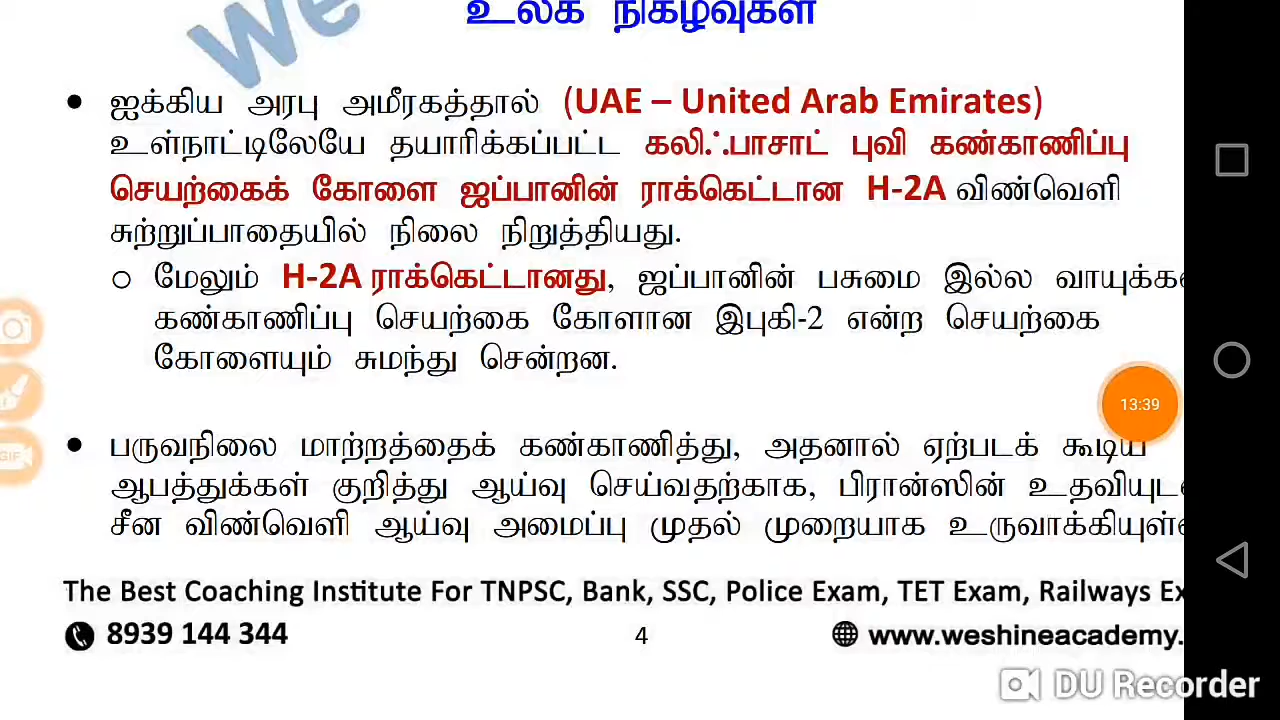 உலக நிகழ்வுகள்
We
• ஐக்கிய அரபு அமீரகத்தால் (UAE – United Arab Emirates)
உள்நாட்டிலேயே தயாரிக்கப்பட்ட கலிஃபாசாட் புவி கண்காணிப்பு
செயற்கைக் கோளை ஜப்பானின் ராக்கெட்டான H-2A விண்வெளி
சுற்றுப்பாதையில் நிலை நிறுத்தியது.
o மேலும் H-2A ராக்கெட்டானது, ஜப்பானின் பசுமை இல்ல வாயுக்க
கண்காணிப்பு செயற்கை கோளான இபுகி-2 என்ற செயற்கை
கோளையும் சுமந்து சென்றன.
13:39
• பருவநிலை மாற்றத்தைக் கண்காணித்து, அதனால் ஏற்படக் கூடிய
ஆபத்துக்கள் குறித்து ஆய்வு செய்வதற்காக, பிரான்ஸின் உதவியுட
சீன விண்வெளி ஆய்வு அமைப்பு முதல் முறையாக உருவாக்கியுள்
GIF
The Best Coaching Institute For TNPSC, Bank, SSC, Police Exam, TET Exam, Railways Ex
8939 144 344 4 www.weshineacademy.
DU Recorder